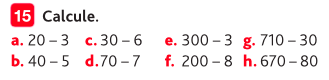 15 Calcule.
a. 20 – 3 c. 30 – 6 e. 300 – 3 g. 710 – 30
b. 40 – 5 d. 70 – 7 f. 200 – 8 h. 670 – 80